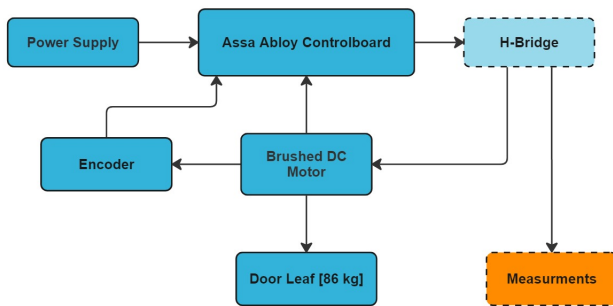 Power Supply
Assa Abloy Controlboard
H-Bridge
Encoder
Brushed DC
Motor
Door Leaf [86 kg]
Measurments